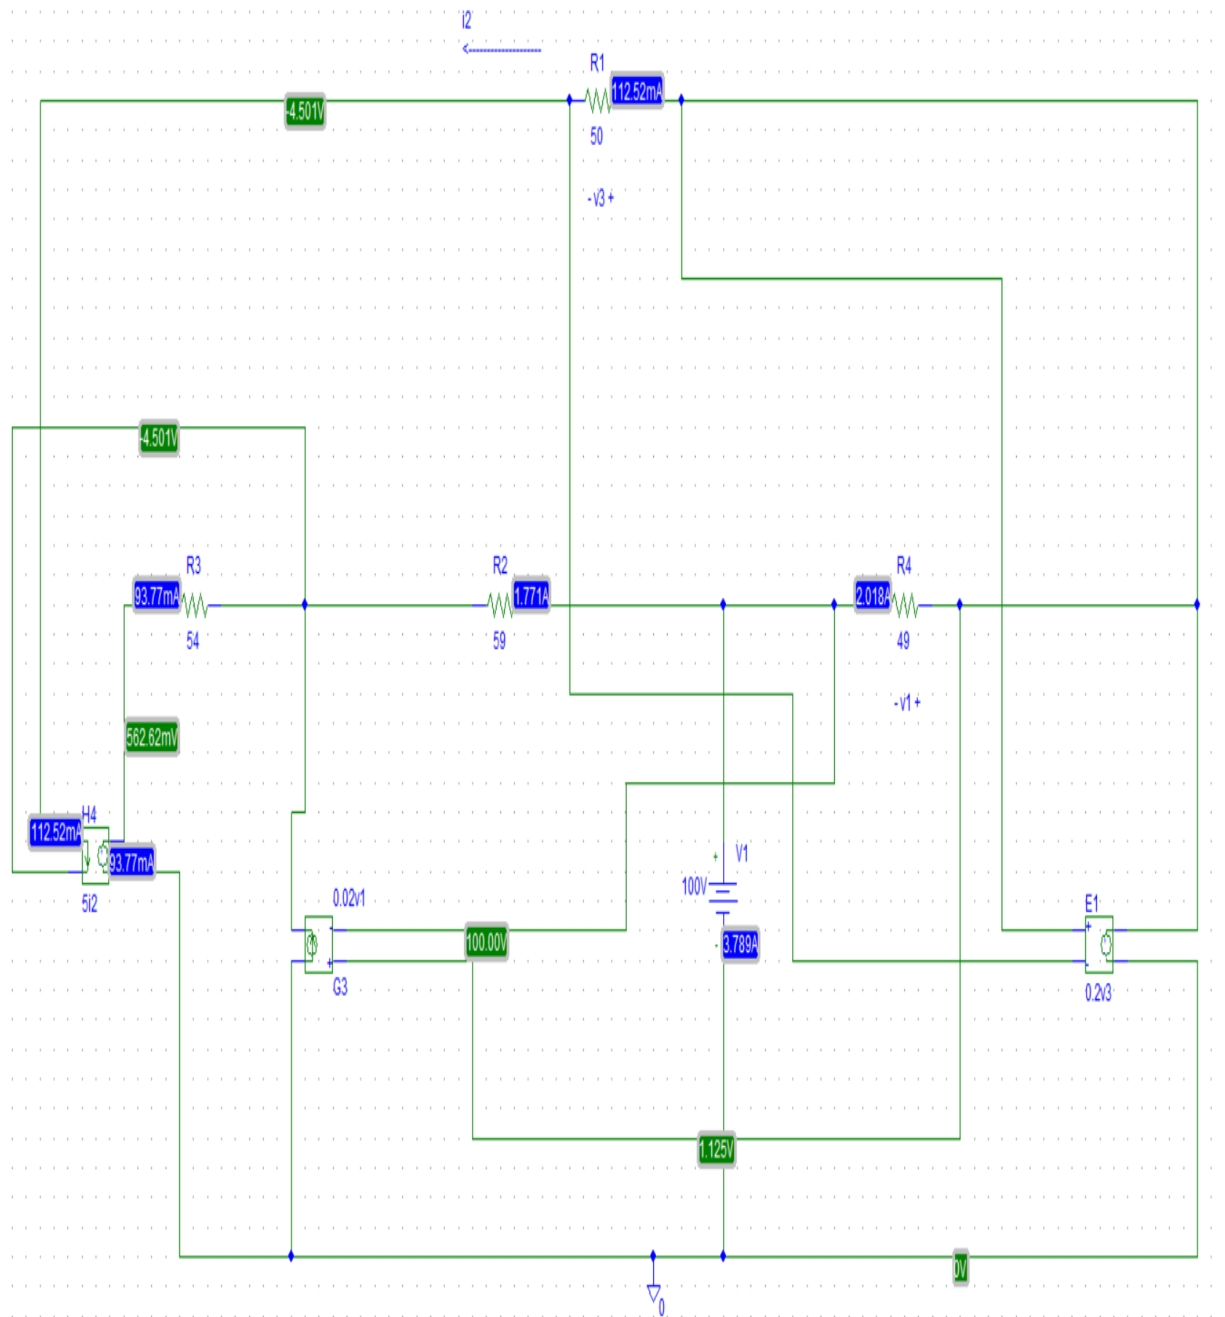 i2
R1
112.52mA
-4.501V
50
- v3 +
-4.501V
R3
R2
R4
93.77mA
1.771A
2.018A
54
59
49
- v1 +
562.62mV
H4
112.52mA
93.77mA
5i2
+
V1
100V
-
3.789A
0.02v1
-
+
G3
100.00V
E1
+
-
0.2v3
1.125V
0V
0